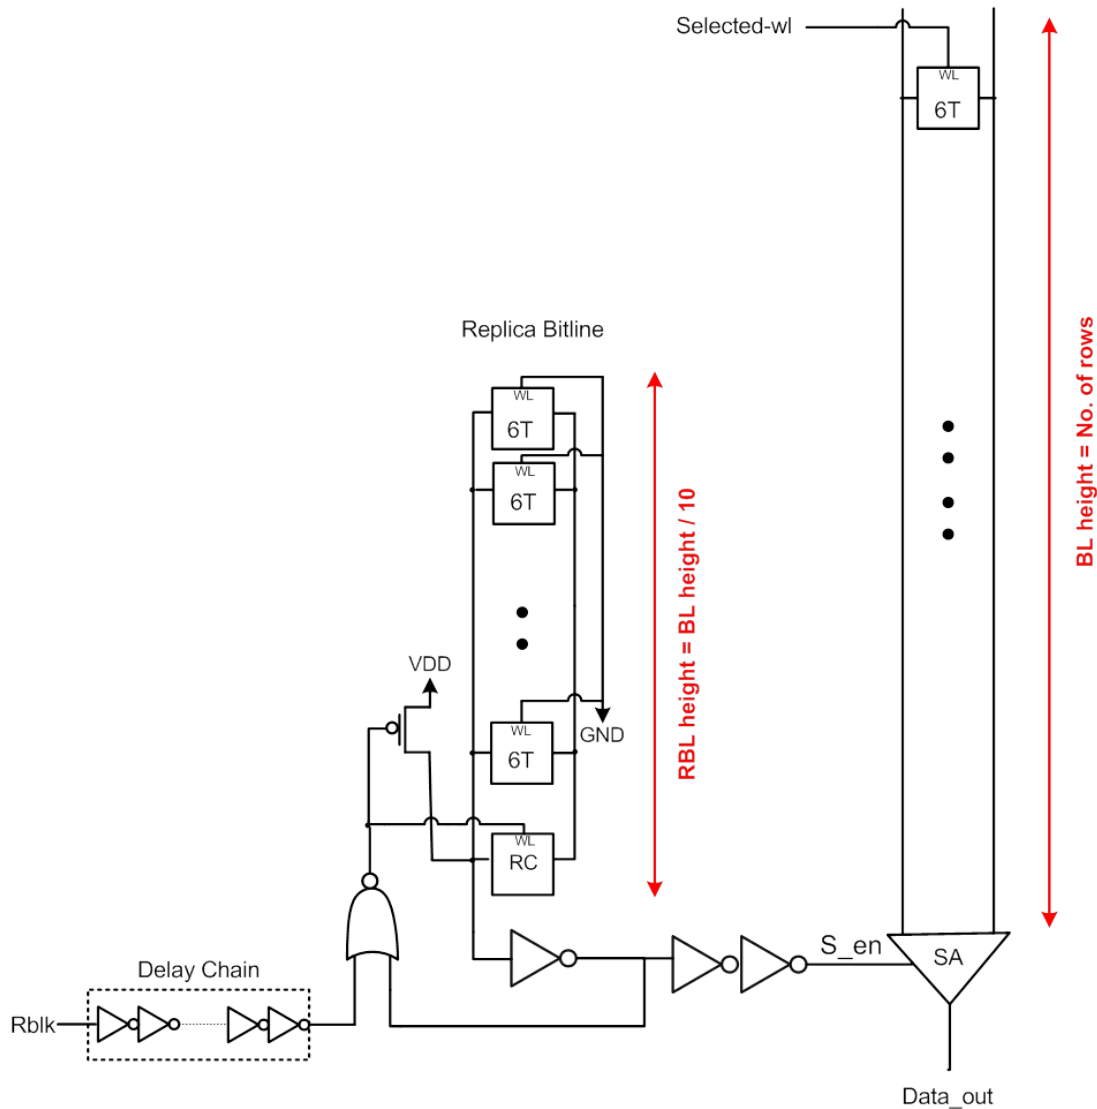 Selected-wl
WL
6T
Replica Bitline
WL
6T
WL
6T
VDD
GND
WL
6T
WL
RC
RBL height = BL height / 10
BL height = No. of rows
S_en
SA
Delay Chain
Rblk
Data_out